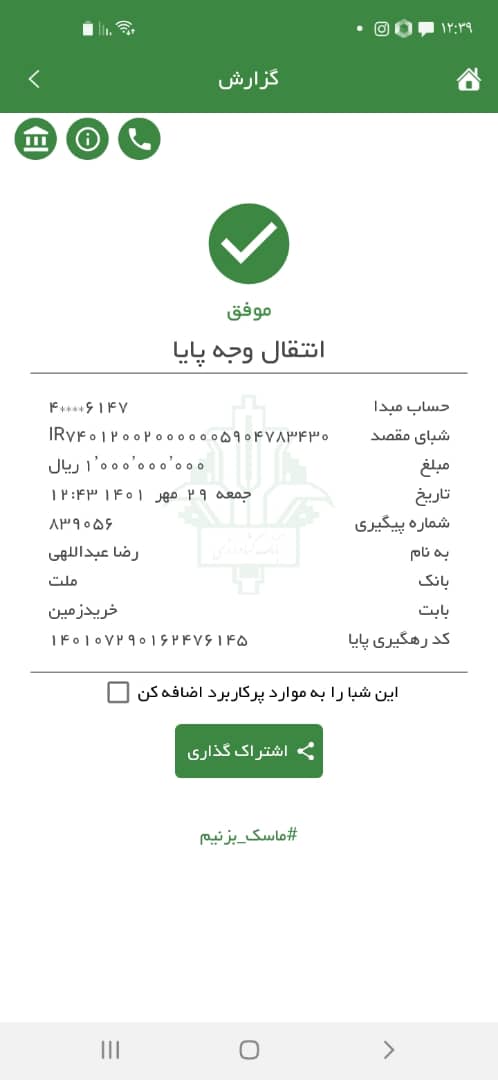 ۱۲:۳۹
گزارش
موفق
انتقال وجه پایا
حساب مبدا ۴****۶۱۴۷
شبای مقصد IR۷۴۰۱۲۰۰۲۰۰۰۰۰۰۵۹۰۴۷۸۳۴۳۰
مبلغ ۱٬۰۰۰٬۰۰۰٬۰۰۰ ریال
تاریخ جمعه ۲۹ مهر ۱۴۰۱ ۱۲:۴۳
شماره پیگیری ۸۳۹۰۵۶
به نام رضا عبداللهی
بانک ملت
بابت خریدزمین
کد رهگیری پایا ۱۴۰۱۰۷۲۹۰۱۶۲۴۷۶۱۴۵
این شبا را به موارد پرکاربرد اضافه کن
اشتراک گذاری
#ماسک_بزنیم